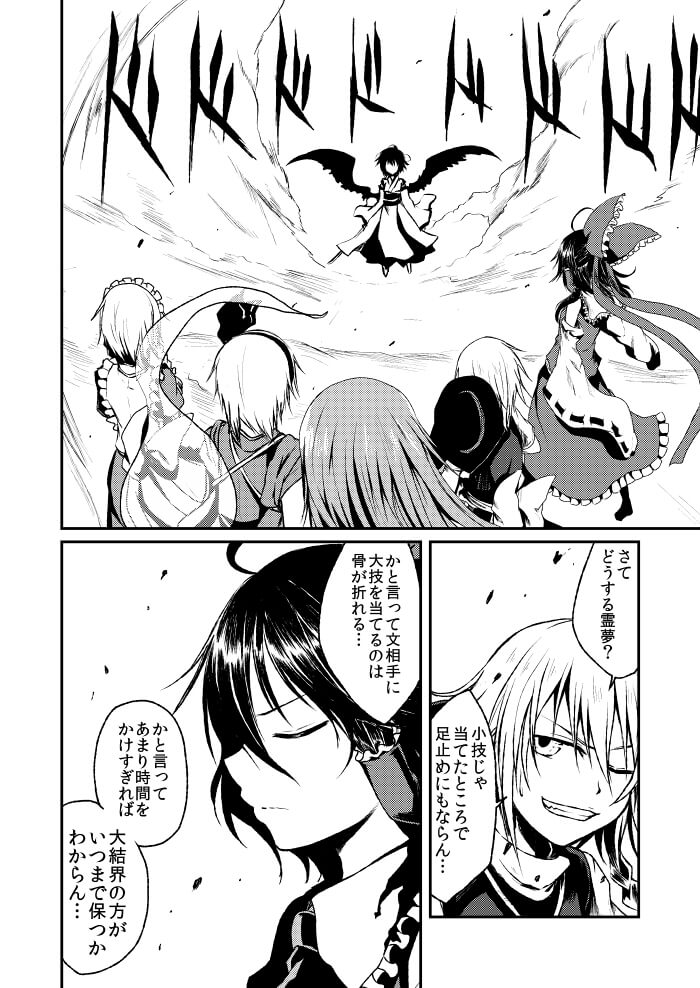 ドドドドドドドド
さて
どうする霊夢?
小技じゃ
当てたところで
足止めにもならん…
かと言って文相手に
大技を当てるのは
骨が折れる…
かと言って
あまり時間を
かけすぎれば
大結界の方が
いつまで保つか
わからん…